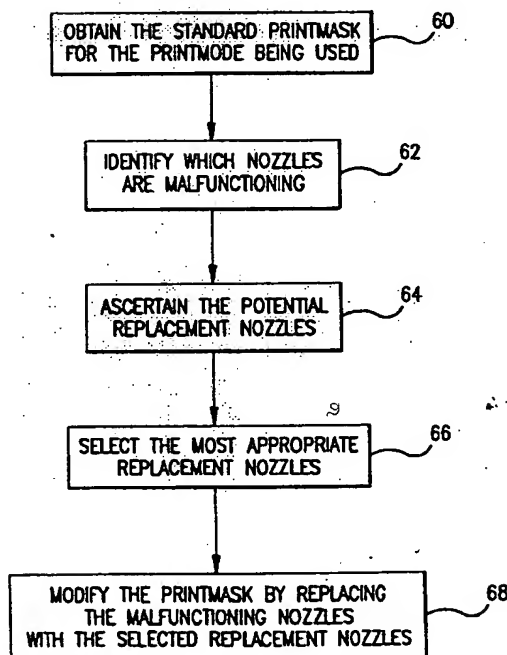 OBTAIN THE STANDARD PRINTMASK
FOR THE PRINTMODE BEING USED
60
IDENTIFY WHICH NOZZLES
ARE MALFUNCTIONING
62
ASCERTAIN THE POTENTIAL
REPLACEMENT NOZZLES
64
SELECT THE MOST APPROPRIATE
REPLACEMENT NOZZLES
66
MODIFY THE PRINTMASK BY REPLACING
THE MALFUNCTIONING NOZZLES
WITH THE SELECTED REPLACEMENT NOZZLES
68